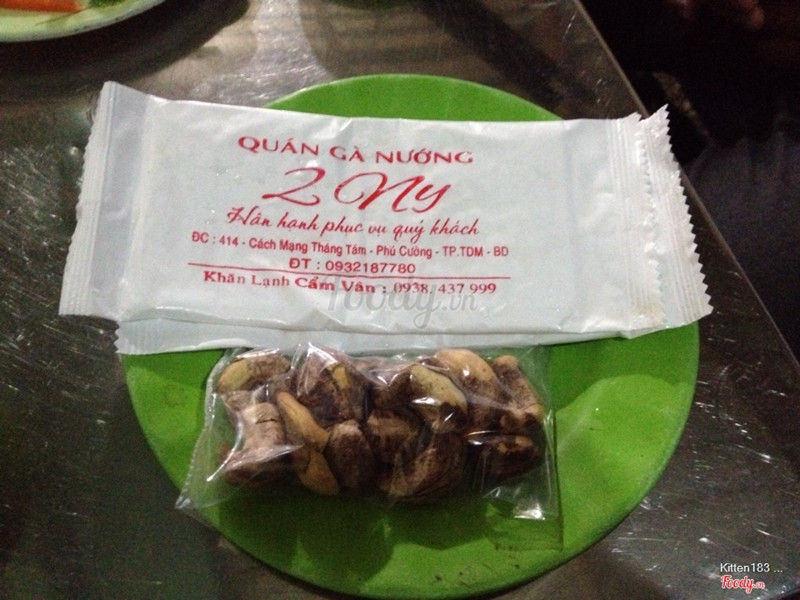 QUÁN GÀ NƯỚNG
2 Ny
Hân hạnh phục vụ quý khách
ĐC : 414 - Cách Mạng Tháng Tám - Phú Cường - TP.TDM - BD
ĐT : 0932187780
Khăn Lạnh Cẩm Vân : 0938 437 999
Foody.vn
Kitten183 ...
Foody.vn